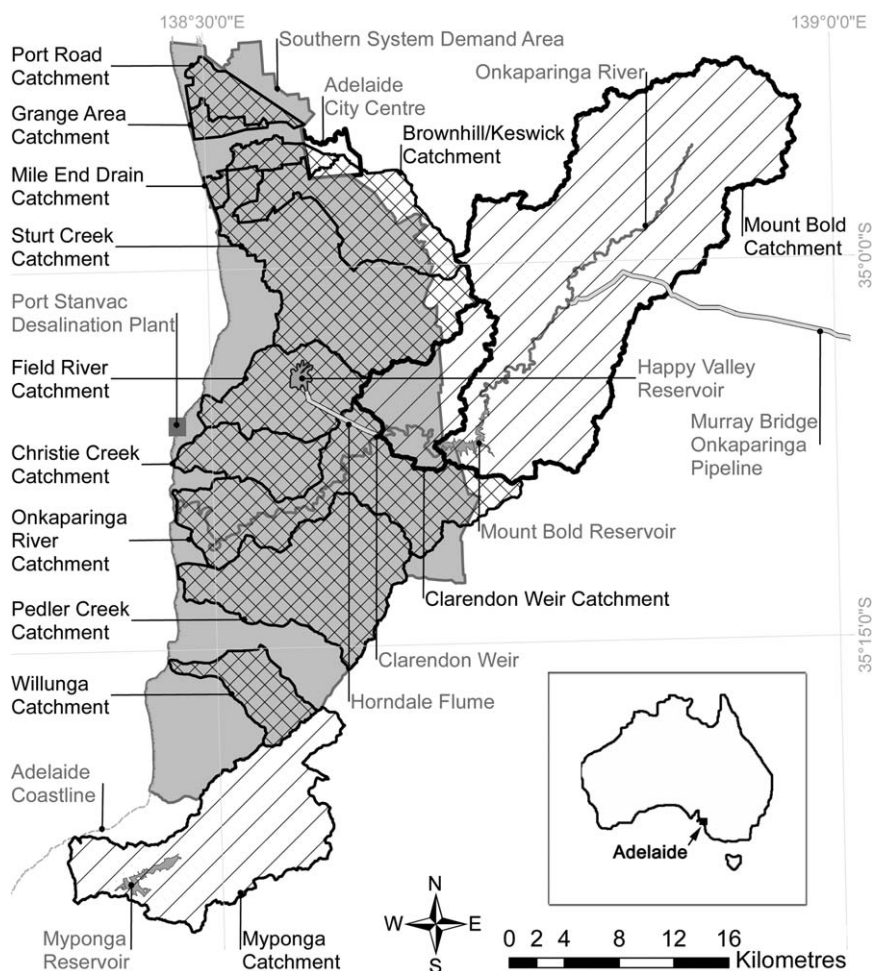 138°30'0"E
139°0'0"E
Port Road
Catchment
Southern System Demand Area
Grange Area
Catchment
Adelaide
City Centre
Onkaparinga River
Brownhill/Keswick
Catchment
Mile End Drain
Catchment
Mount Bold
Catchment
Sturt Creek
Catchment
35°0'0"S
Port Stanvac
Desalination Plant
Field River
Catchment
Happy Valley
Reservoir
Murray Bridge
Onkaparinga
Pipeline
Christie Creek
Catchment
Onkaparinga
River
Catchment
Mount Bold Reservoir
Pedler Creek
Catchment
Clarendon Weir Catchment
35°15'0"S
Clarendon Weir
Willunga
Catchment
Horndale Flume
Adelaide
Coastline
Adelaide
Myponga
Reservoir
Myponga
Catchment
N
W
E
S
0 2 4 8 12 16
Kilometres